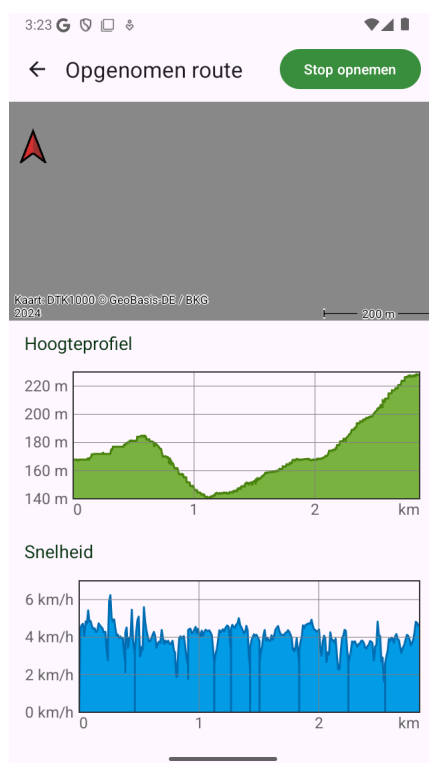 3:23
Opgenomen route
Stop opnemen
Kaart: DTK1000 © GeoBasis-DE / BKG
2024
200 m
Hoogteprofiel
220 m
200 m
180 m
160 m
140 m
0 1 2 km
Snelheid
6 km/h
4 km/h
2 km/h
0 km/h
0 1 2 km